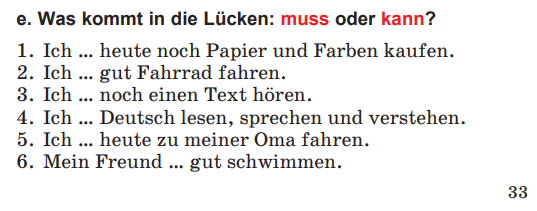 e. Was kommt in die Lücken: muss oder kann?
1. Ich ... heute noch Papier und Farben kaufen.
2. Ich ... gut Fahrrad fahren.
3. Ich ... noch einen Text hören.
4. Ich ... Deutsch lesen, sprechen und verstehen.
5. Ich ... heute zu meiner Oma fahren.
6. Mein Freund ... gut schwimmen.
33